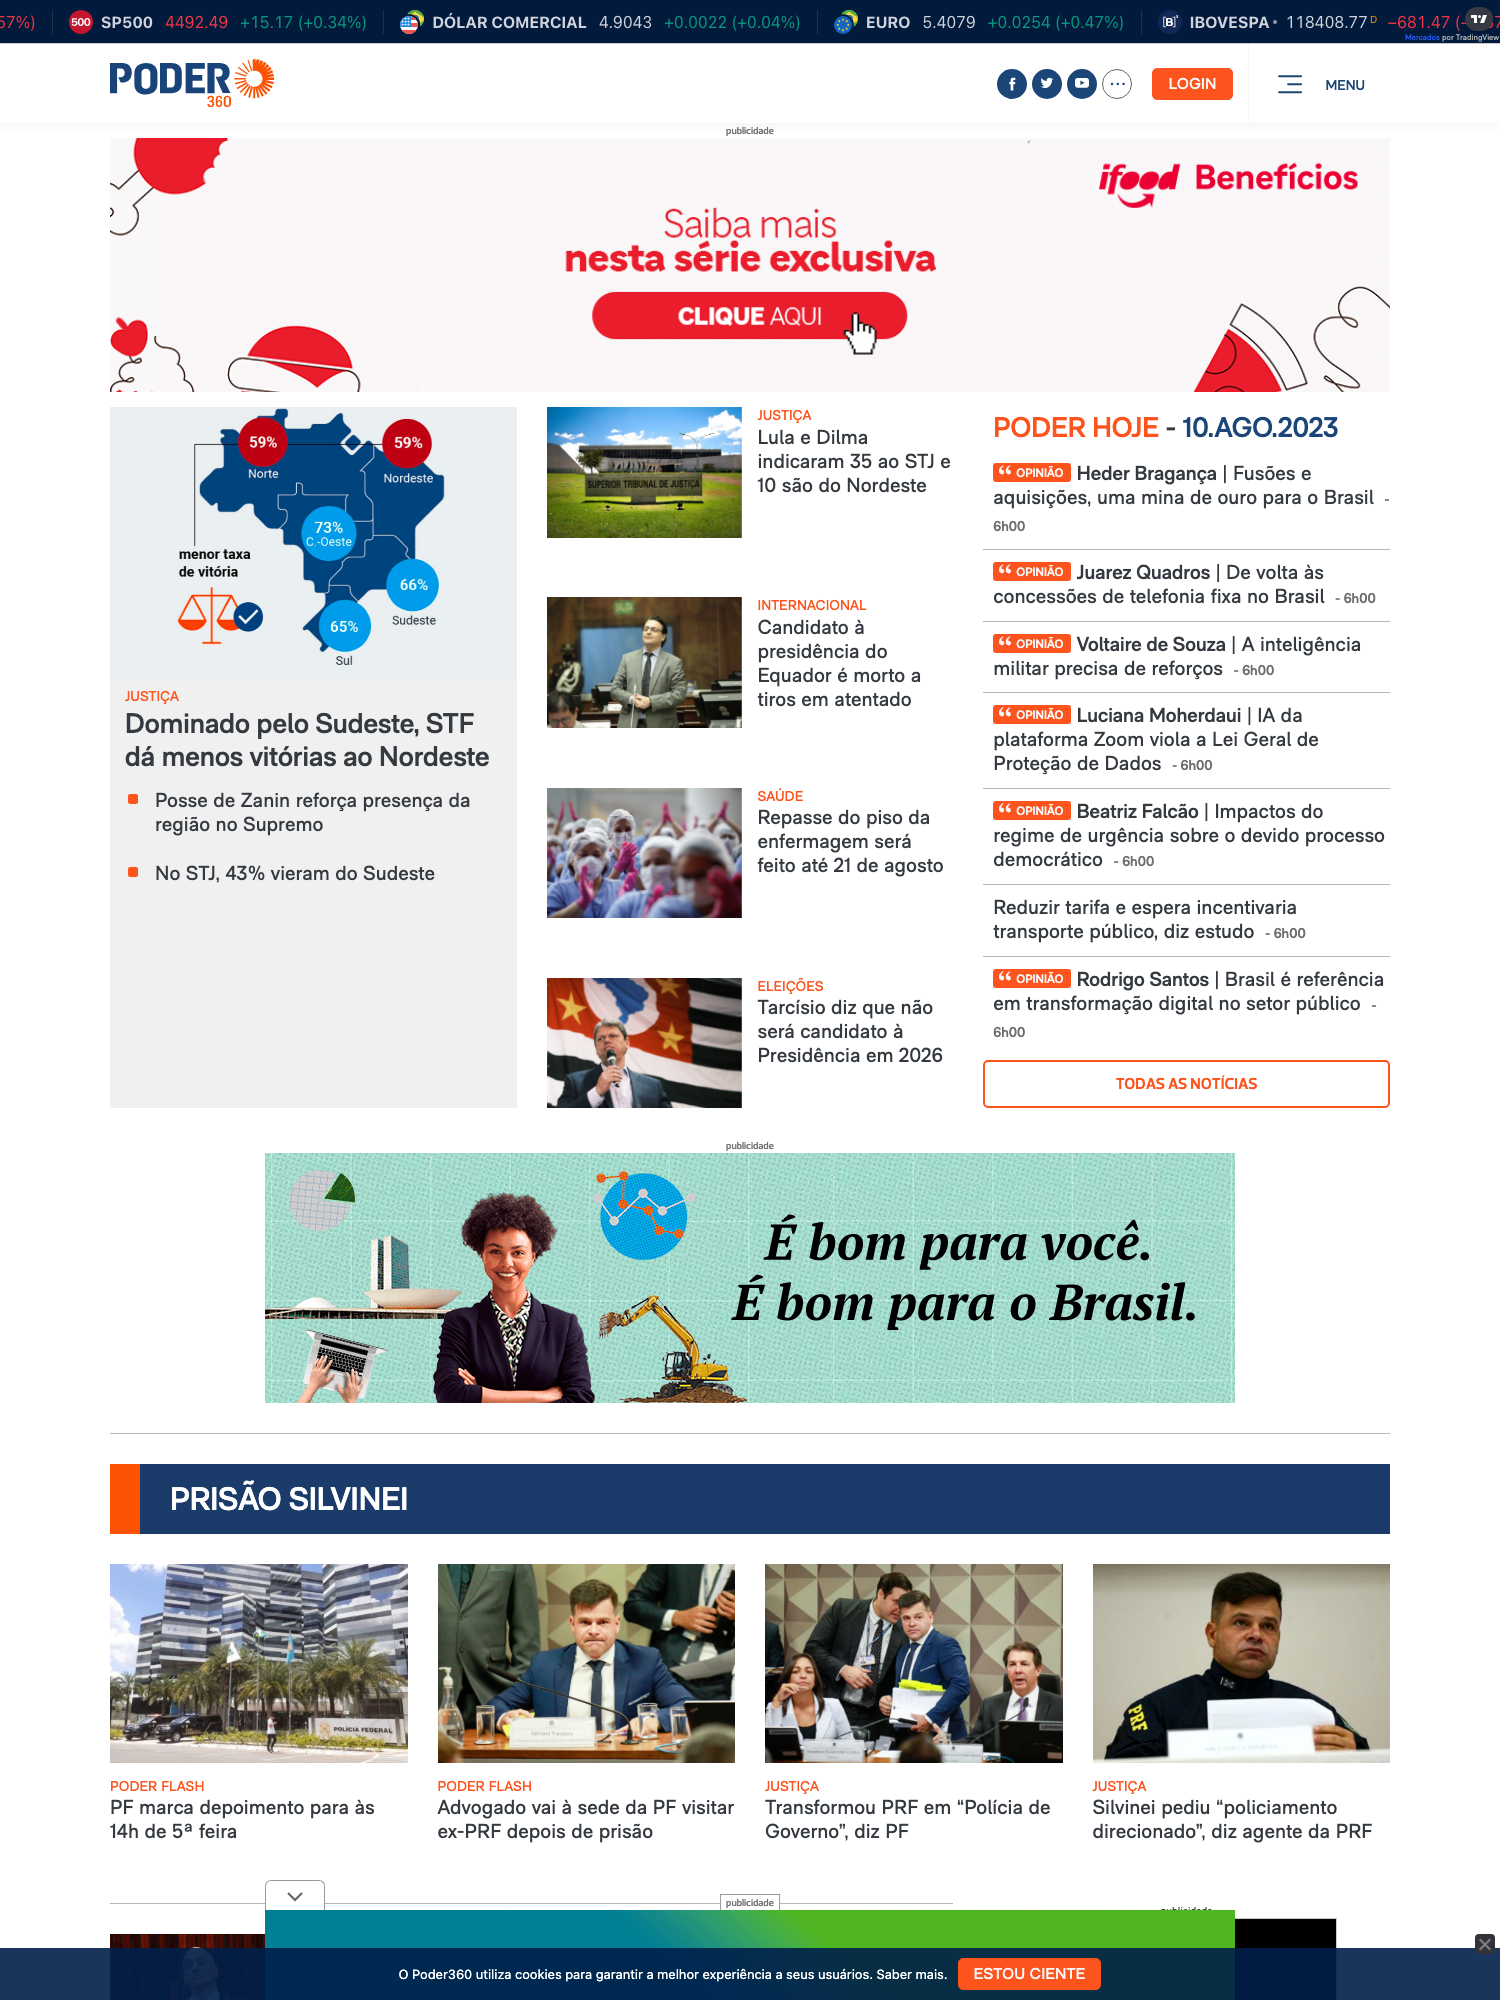 57%)
500 SP500 4492.49 +15.17 (+0.34%)
DÓLAR COMERCIAL 4.9043 +0.0022 (+0.04%)
EURO 5.4079 +0.0254 (+0.47%)
B IBOVESPA 118408.77 D −681.47
Mercados por TradingView
PODER
360
LOGIN
MENU
publicidade
ifood Benefícios
Saiba mais
nesta série exclusiva
CLIQUE AQUI
59%
Norte
59%
Nordeste
73%
C.-Oeste
menor taxa
de vitória
66%
Sudeste
65%
Sul
JUSTIÇA
Dominado pelo Sudeste, STF
dá menos vitórias ao Nordeste
Posse de Zanin reforça presença da
região no Supremo
No STJ, 43% vieram do Sudeste
SUPERIOR TRIBUNAL DE JUSTIÇA
JUSTIÇA
Lula e Dilma
indicaram 35 ao STJ e
10 são do Nordeste
INTERNACIONAL
Candidato à
presidência do
Equador é morto a
tiros em atentado
SAÚDE
Repasse do piso da
enfermagem será
feito até 21 de agosto
ELEIÇÕES
Tarcísio diz que não
será candidato à
Presidência em 2026
PODER HOJE - 10.AGO.2023
“ OPINIÃO Heder Bragança | Fusões e
aquisições, uma mina de ouro para o Brasil -
6h00
“ OPINIÃO Juarez Quadros | De volta às
concessões de telefonia fixa no Brasil - 6h00
“ OPINIÃO Voltaire de Souza | A inteligência
militar precisa de reforços - 6h00
“ OPINIÃO Luciana Moherdaui | IA da
plataforma Zoom viola a Lei Geral de
Proteção de Dados - 6h00
“ OPINIÃO Beatriz Falcão | Impactos do
regime de urgência sobre o devido processo
democrático - 6h00
Reduzir tarifa e espera incentivaria
transporte público, diz estudo - 6h00
“ OPINIÃO Rodrigo Santos | Brasil é referência
em transformação digital no setor público -
6h00
TODAS AS NOTÍCIAS
publicidade
É bom para você.
É bom para o Brasil.
PRISÃO SILVINEI
POLÍCIA FEDERAL
PRF
PODER FLASH
PF marca depoimento para às
14h de 5ª feira
PODER FLASH
Advogado vai à sede da PF visitar
ex-PRF depois de prisão
JUSTIÇA
Transformou PRF em “Polícia de
Governo”, diz PF
JUSTIÇA
Silvinei pediu “policiamento
direcionado”, diz agente da PRF
publicidade
publicidade
O Poder360 utiliza cookies para garantir a melhor experiência a seus usuários. Saber mais.
ESTOU CIENTE